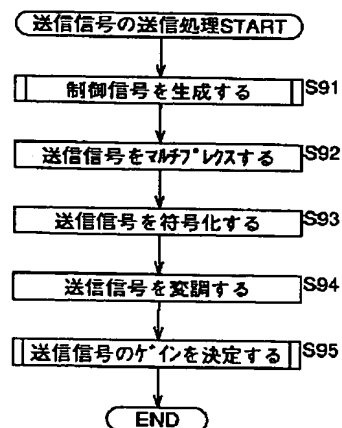 送信信号の送信処理START
制御信号を生成する S91
送信信号をﾏﾙﾁﾌﾟﾚｸｽする S92
送信信号を符号化する S93
送信信号を変調する S94
送信信号のｹﾞｲﾝを決定する S95
END